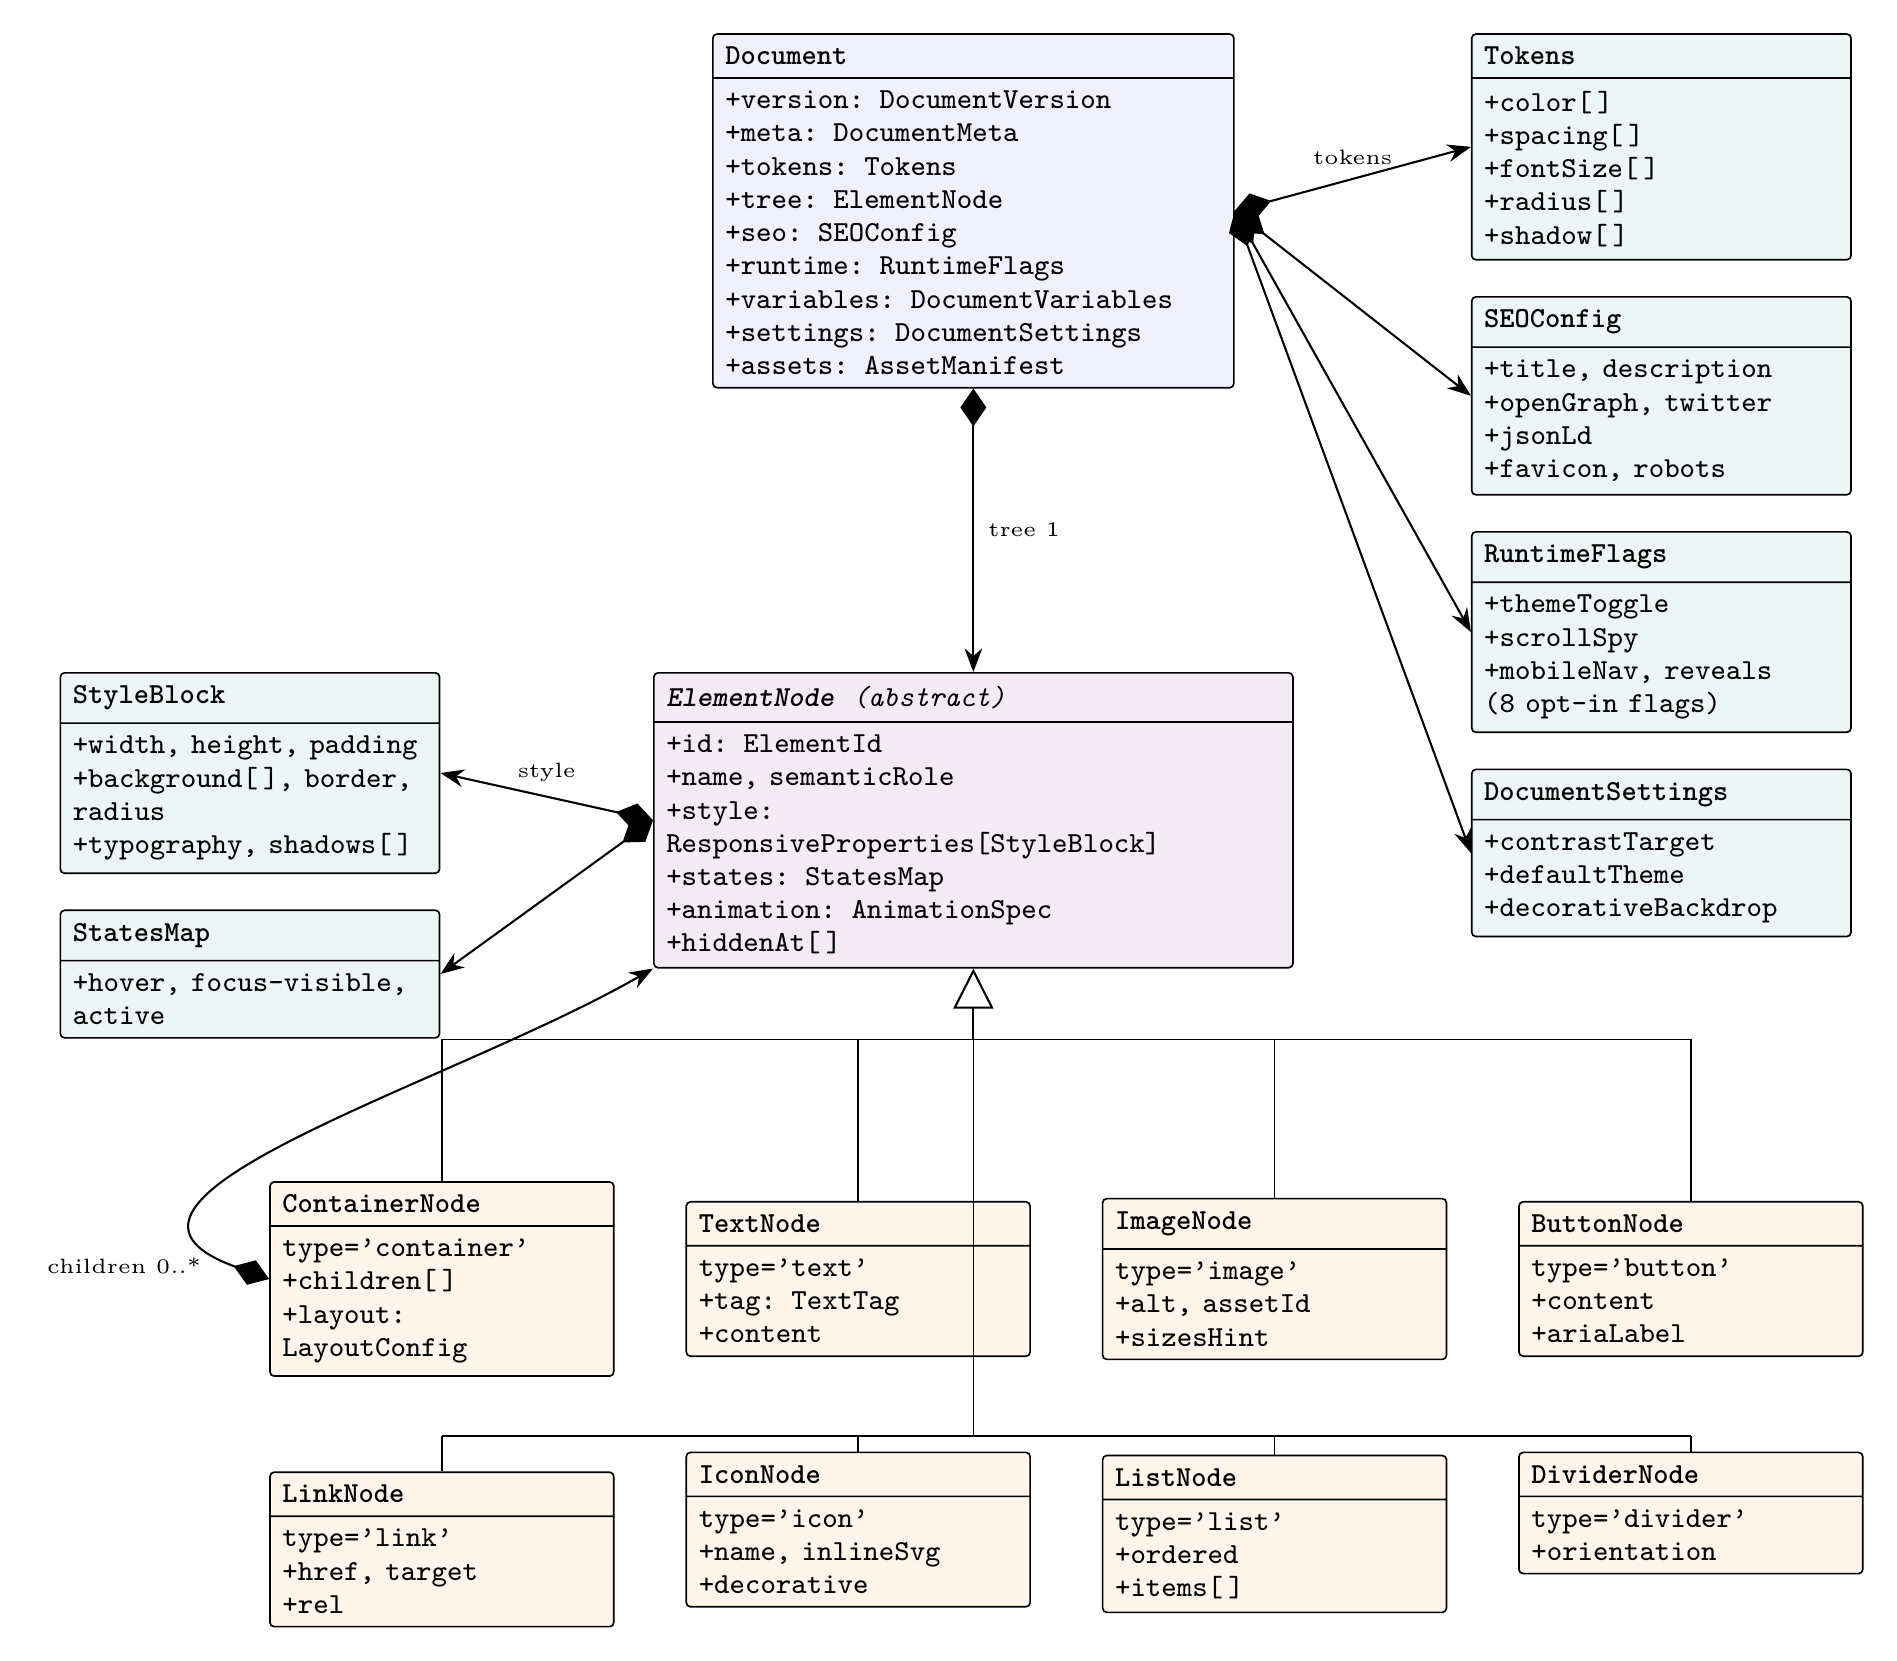 Document
+version: DocumentVersion
+meta: DocumentMeta
+tokens: Tokens
+tree: ElementNode
+seo: SEOConfig
+runtime: RuntimeFlags
+variables: DocumentVariables
+settings: DocumentSettings
+assets: AssetManifest
tokens
Tokens
+color[]
+spacing[]
+fontSize[]
+radius[]
+shadow[]
SEOConfig
+title, description
+openGraph, twitter
+jsonLd
+favicon, robots
tree 1
RuntimeFlags
+themeToggle
+scrollSpy
+mobileNav, reveals
(8 opt-in flags)
DocumentSettings
+contrastTarget
+defaultTheme
+decorativeBackdrop
StyleBlock
+width, height, padding
+background[], border,
radius
+typography, shadows[]
style
ElementNode (abstract)
+id: ElementId
+name, semanticRole
+style:
ResponsiveProperties[StyleBlock]
+states: StatesMap
+animation: AnimationSpec
+hiddenAt[]
StatesMap
+hover, focus-visible,
active
children 0..*
ContainerNode
type='container'
+children[]
+layout:
LayoutConfig
TextNode
type='text'
+tag: TextTag
+content
ImageNode
type='image'
+alt, assetId
+sizesHint
ButtonNode
type='button'
+content
+ariaLabel
LinkNode
type='link'
+href, target
+rel
IconNode
type='icon'
+name, inlineSvg
+decorative
ListNode
type='list'
+ordered
+items[]
DividerNode
type='divider'
+orientation